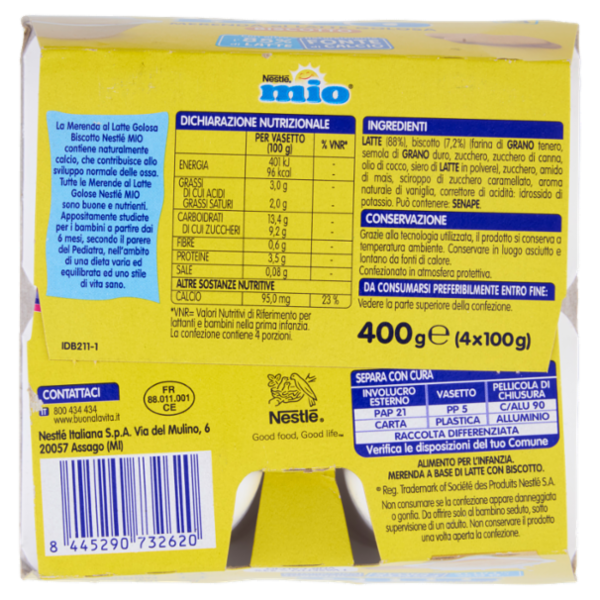 Nestlé
mio
La Merenda al Latte Golosa
Biscotto Nestlé MIO
contiene naturalmente
calcio, che contribuisce allo
sviluppo normale delle ossa.
Tutte le Merende al Latte
Golose Nestlé MIO
sono buone e nutrienti.
Appositamente studiate
per i bambini a partire dai
6 mesi, secondo il parere
del Pediatra, nell'ambito
di una dieta varia ed
equilibrata ed uno stile
di vita sano.
IDB211-1
DICHIARAZIONE NUTRIZIONALE
PER VASETTO (100 g) % VNR*
ENERGIA 401 kJ -
96 kcal -
GRASSI 3,0 g -
DI CUI ACIDI
GRASSI SATURI 2,0 g -
CARBOIDRATI 13,4 g -
DI CUI ZUCCHERI 9,2 g -
FIBRE 0,6 g -
PROTEINE 3,5 g -
SALE 0,08 g -
ALTRE SOSTANZE NUTRITIVE
CALCIO 95,0 mg 23 %
*VNR= Valori Nutritivi di Riferimento per
lattanti e bambini nella prima infanzia.
La confezione contiene 4 porzioni.
INGREDIENTI
LATTE (88%), biscotto (7,2%) (farina di GRANO tenero,
semola di GRANO duro, zucchero, zucchero di canna,
olio di cocco, siero di LATTE in polvere), zucchero, amido
di mais, sciroppo di zucchero caramellato, aroma
naturale di vaniglia, correttore di acidità: idrossido di
potassio. Può contenere: SENAPE.
CONSERVAZIONE
Grazie alla tecnologia utilizzata, il prodotto si conserva a
temperatura ambiente. Conservare in luogo asciutto e
lontano da fonti di calore.
Confezionato in atmosfera protettiva.
DA CONSUMARSI PREFERIBILMENTE ENTRO FINE:
Vedere la parte superiore della confezione.
400 g e (4x100g)
CONTATTACI
800 434 434
www.buonalavita.it
Nestlé Italiana S.p.A. Via del Mulino, 6
20057 Assago (MI)
FR
88.011.001
CE
Nestlé®
Good food, Good life™
SEPARA CON CURA
INVOLUCRO ESTERNO VASETTO PELLICOLA DI CHIUSURA
PAP 21 PP 5 C/ALU 90
CARTA PLASTICA ALLUMINIO
RACCOLTA DIFFERENZIATA
Verifica le disposizioni del tuo Comune
ALIMENTO PER L'INFANZIA.
MERENDA A BASE DI LATTE CON BISCOTTO.
® Reg. Trademark of Société des Produits Nestlé S.A.
Non consumare se la confezione appare danneggiata
o gonfia. Da offrire solo al bambino seduto, sotto
supervisione di un adulto. Non conservare il prodotto
una volta aperta la confezione.
8 445290 732620